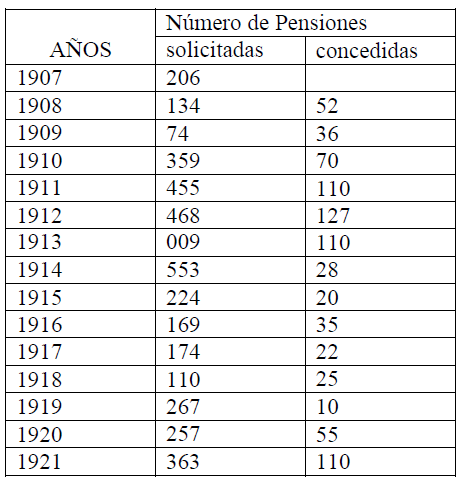 Número de Pensiones
AÑOS solicitadas concedidas
1907 206
1908 134 52
1909 74 36
1910 359 70
1911 455 110
1912 468 127
1913 009 110
1914 553 28
1915 224 20
1916 169 35
1917 174 22
1918 110 25
1919 267 10
1920 257 55
1921 363 110